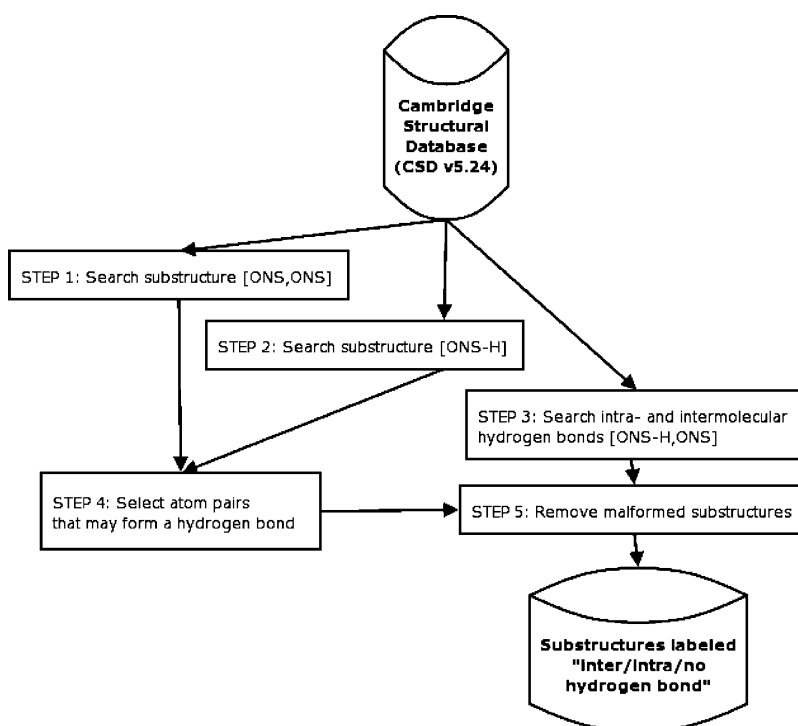 Cambridge
Structural
Database
(CSD v5.24)
STEP 1: Search substructure [ONS,ONS]
STEP 2: Search substructure [ONS-H]
STEP 3: Search intra- and intermolecular
hydrogen bonds [ONS-H,ONS]
STEP 4: Select atom pairs
that may form a hydrogen bond
STEP 5: Remove malformed substructures
Substructures labeled
"inter/intra/no
hydrogen bond"